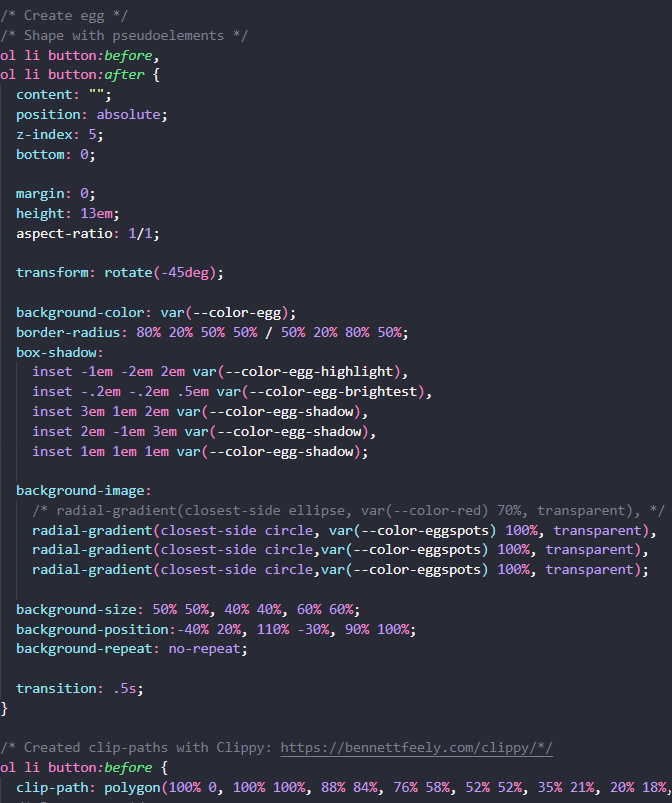 /* Create egg */
/* Shape with pseudoelements */
ol li button:before,
ol li button:after {
content: "";
position: absolute;
z-index: 5;
bottom: 0;
margin: 0;
height: 13em;
aspect-ratio: 1/1;
transform: rotate(-45deg);
background-color: var(--color-egg);
border-radius: 80% 20% 50% 50% / 50% 20% 80% 50%;
box-shadow:
inset -1em -2em 2em var(--color-egg-highlight),
inset -.2em -.2em .5em var(--color-egg-brightest),
inset 3em 1em 2em var(--color-egg-shadow),
inset 2em -1em 3em var(--color-egg-shadow),
inset 1em 1em 1em var(--color-egg-shadow);
background-image:
/* radial-gradient(closest-side ellipse, var(--color-red) 70%, transparent), */
radial-gradient(closest-side circle, var(--color-eggspots) 100%, transparent),
radial-gradient(closest-side circle,var(--color-eggspots) 100%, transparent),
radial-gradient(closest-side circle,var(--color-eggspots) 100%, transparent);
background-size: 50% 50%, 40% 40%, 60% 60%;
background-position:-40% 20%, 110% -30%, 90% 100%;
background-repeat: no-repeat;
transition: .5s;
}
/* Created clip-paths with Clippy: https://bennettfeely.com/clippy/*/
ol li button:before {
clip-path: polygon(100% 0, 100% 100%, 88% 84%, 76% 58%, 52% 52%, 35% 21%, 20% 18%,